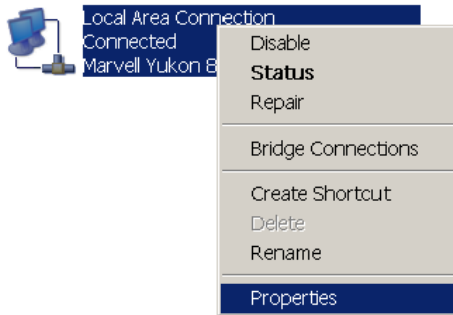 Local Area Connection
Connected
Marvell Yukon 8
Disable
Status
Repair
Bridge Connections
Create Shortcut
Delete
Rename
Properties